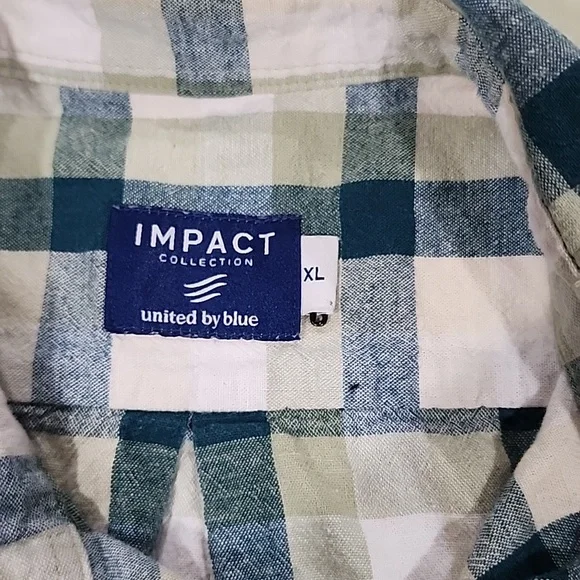 IMPACT
COLLECTION
united by blue
XL